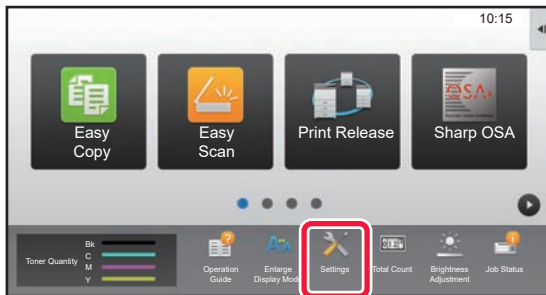 10:15
Easy
Copy
Easy
Scan
Print Release
OSA
Sharp OSA
Toner Quantity
Bk
C
M
Y
Operation
Guide
Enlarge
Display Mode
Settings
Total Count
Brightness
Adjustment
Job Status